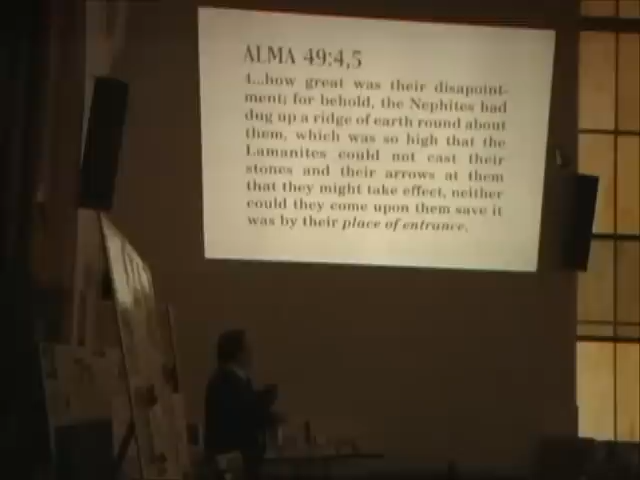 ALMA 49:4,5
4...how great was their disapoint-
ment; for behold, the Nephites had
dug up a ridge of earth round about
them, which was so high that the
Lamanites could not cast their
stones and their arrows at them
that they might take effect, neither
could they come upon them save it
was by their place of entrance.